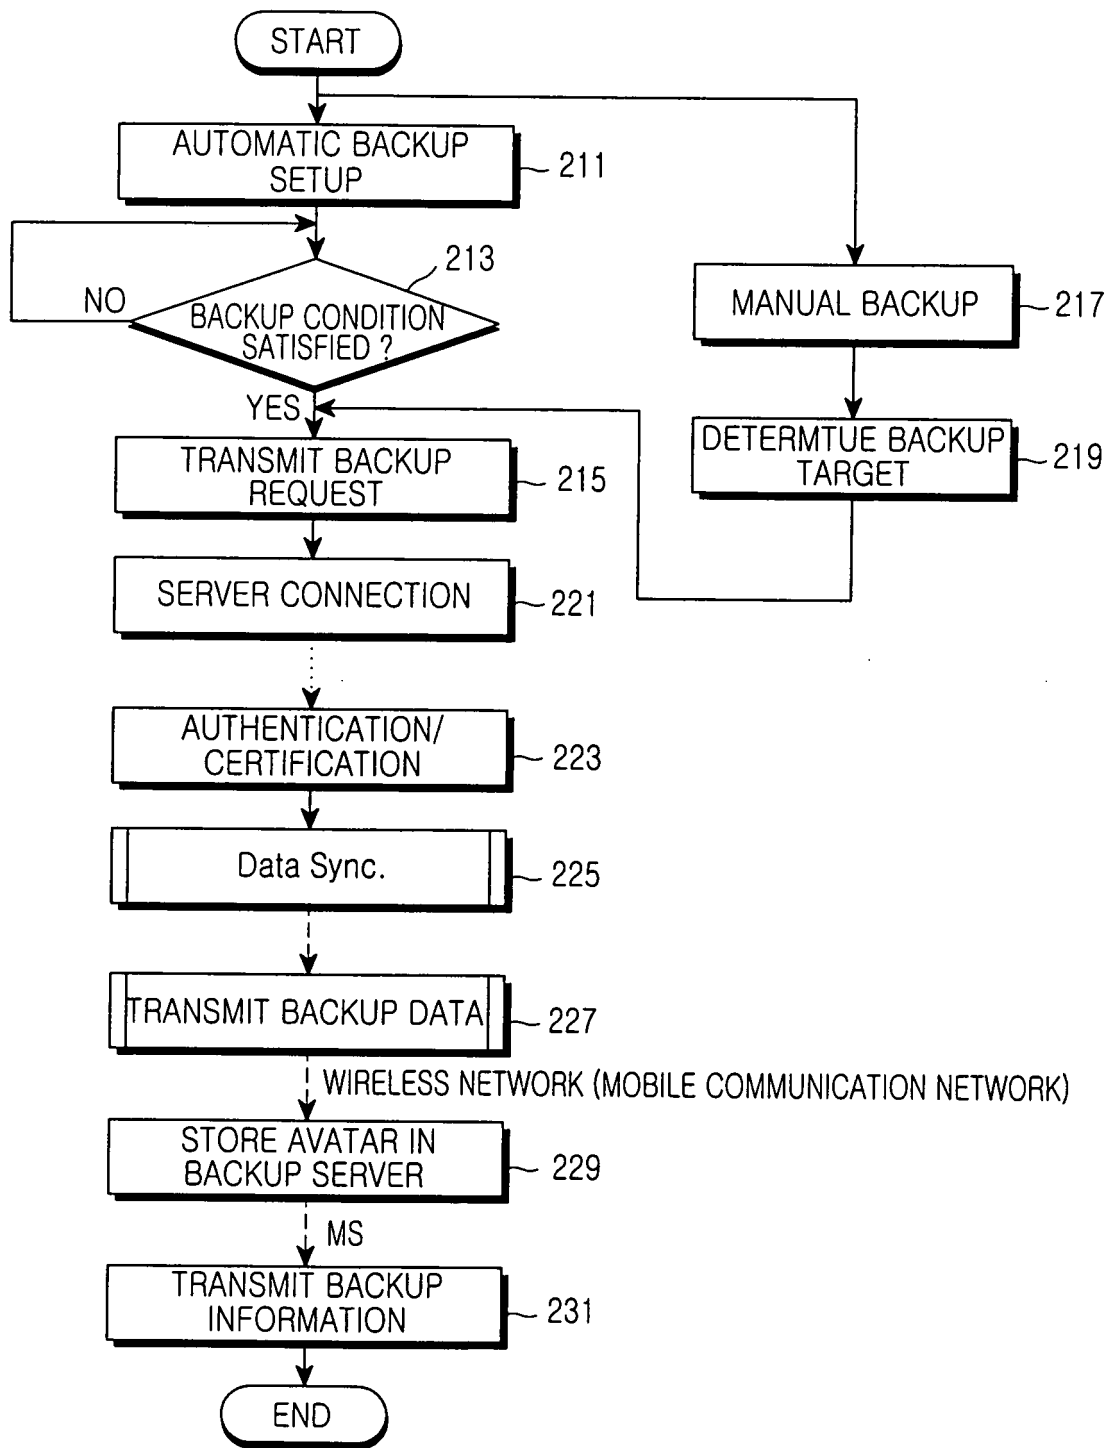 START
AUTOMATIC BACKUP
SETUP
211
213
NO
BACKUP CONDITION
SATISFIED ?
MANUAL BACKUP
217
YES
DETERMTUE BACKUP
TARGET
219
TRANSMIT BACKUP
REQUEST
215
SERVER CONNECTION
221
AUTHENTICATION/
CERTIFICATION
223
Data Sync.
225
TRANSMIT BACKUP DATA
227
WIRELESS NETWORK (MOBILE COMMUNICATION NETWORK)
STORE AVATAR IN
BACKUP SERVER
229
MS
TRANSMIT BACKUP
INFORMATION
231
END